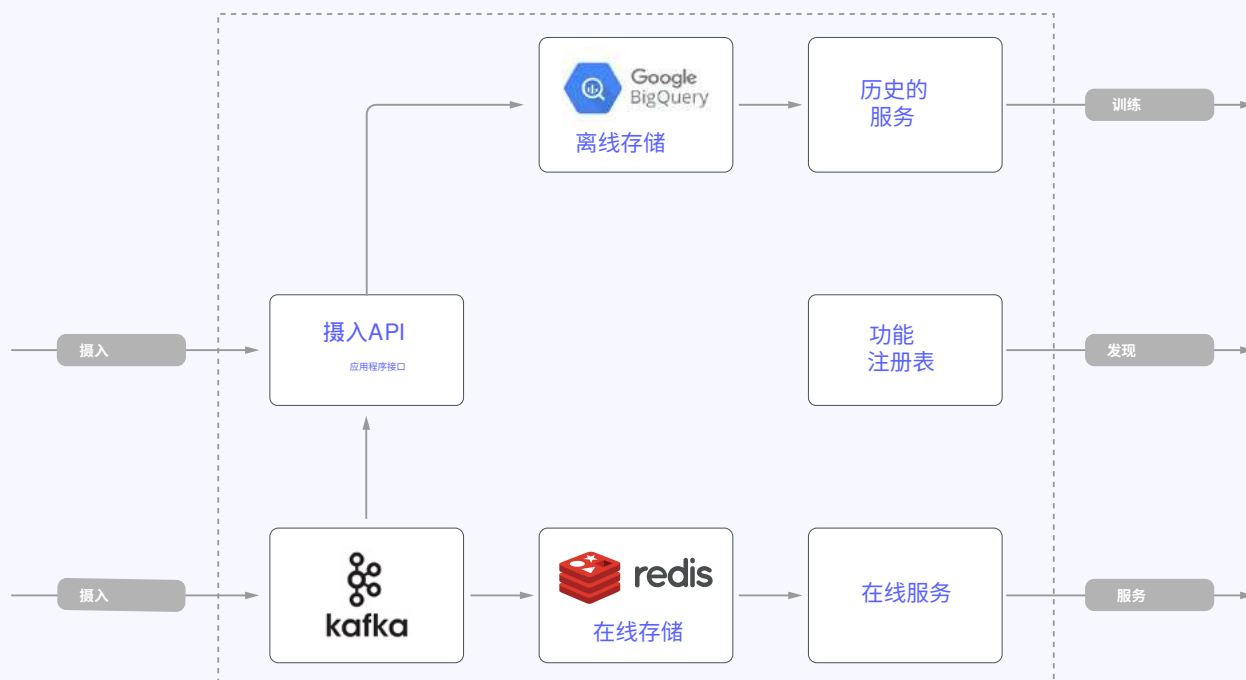 Google
BigQuery
离线存储
历史的
服务
训练
摄入
摄入API
应用程序接口
功能
注册表
发现
摄入
kafka
redis
在线存储
在线服务
服务